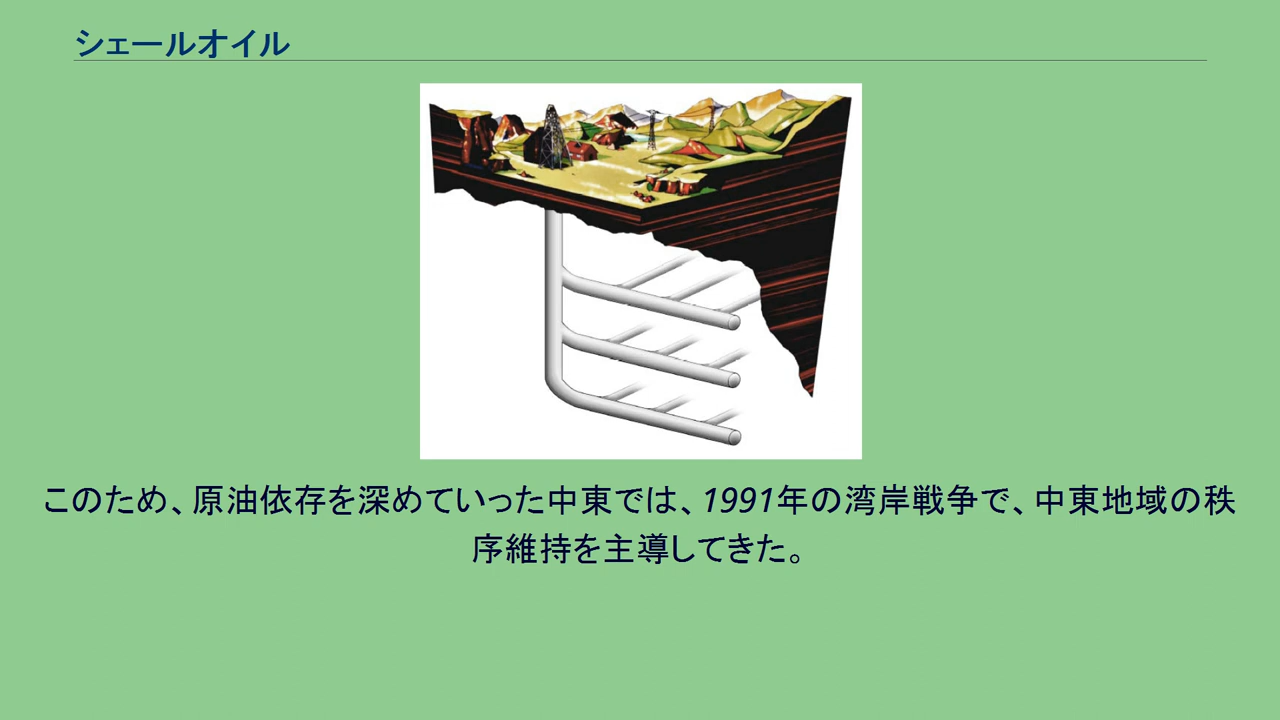 シェールオイル
このため、原油依存を深めていった中東では、1991年の湾岸戦争で、中東地域の秩
序維持を主導してきた。